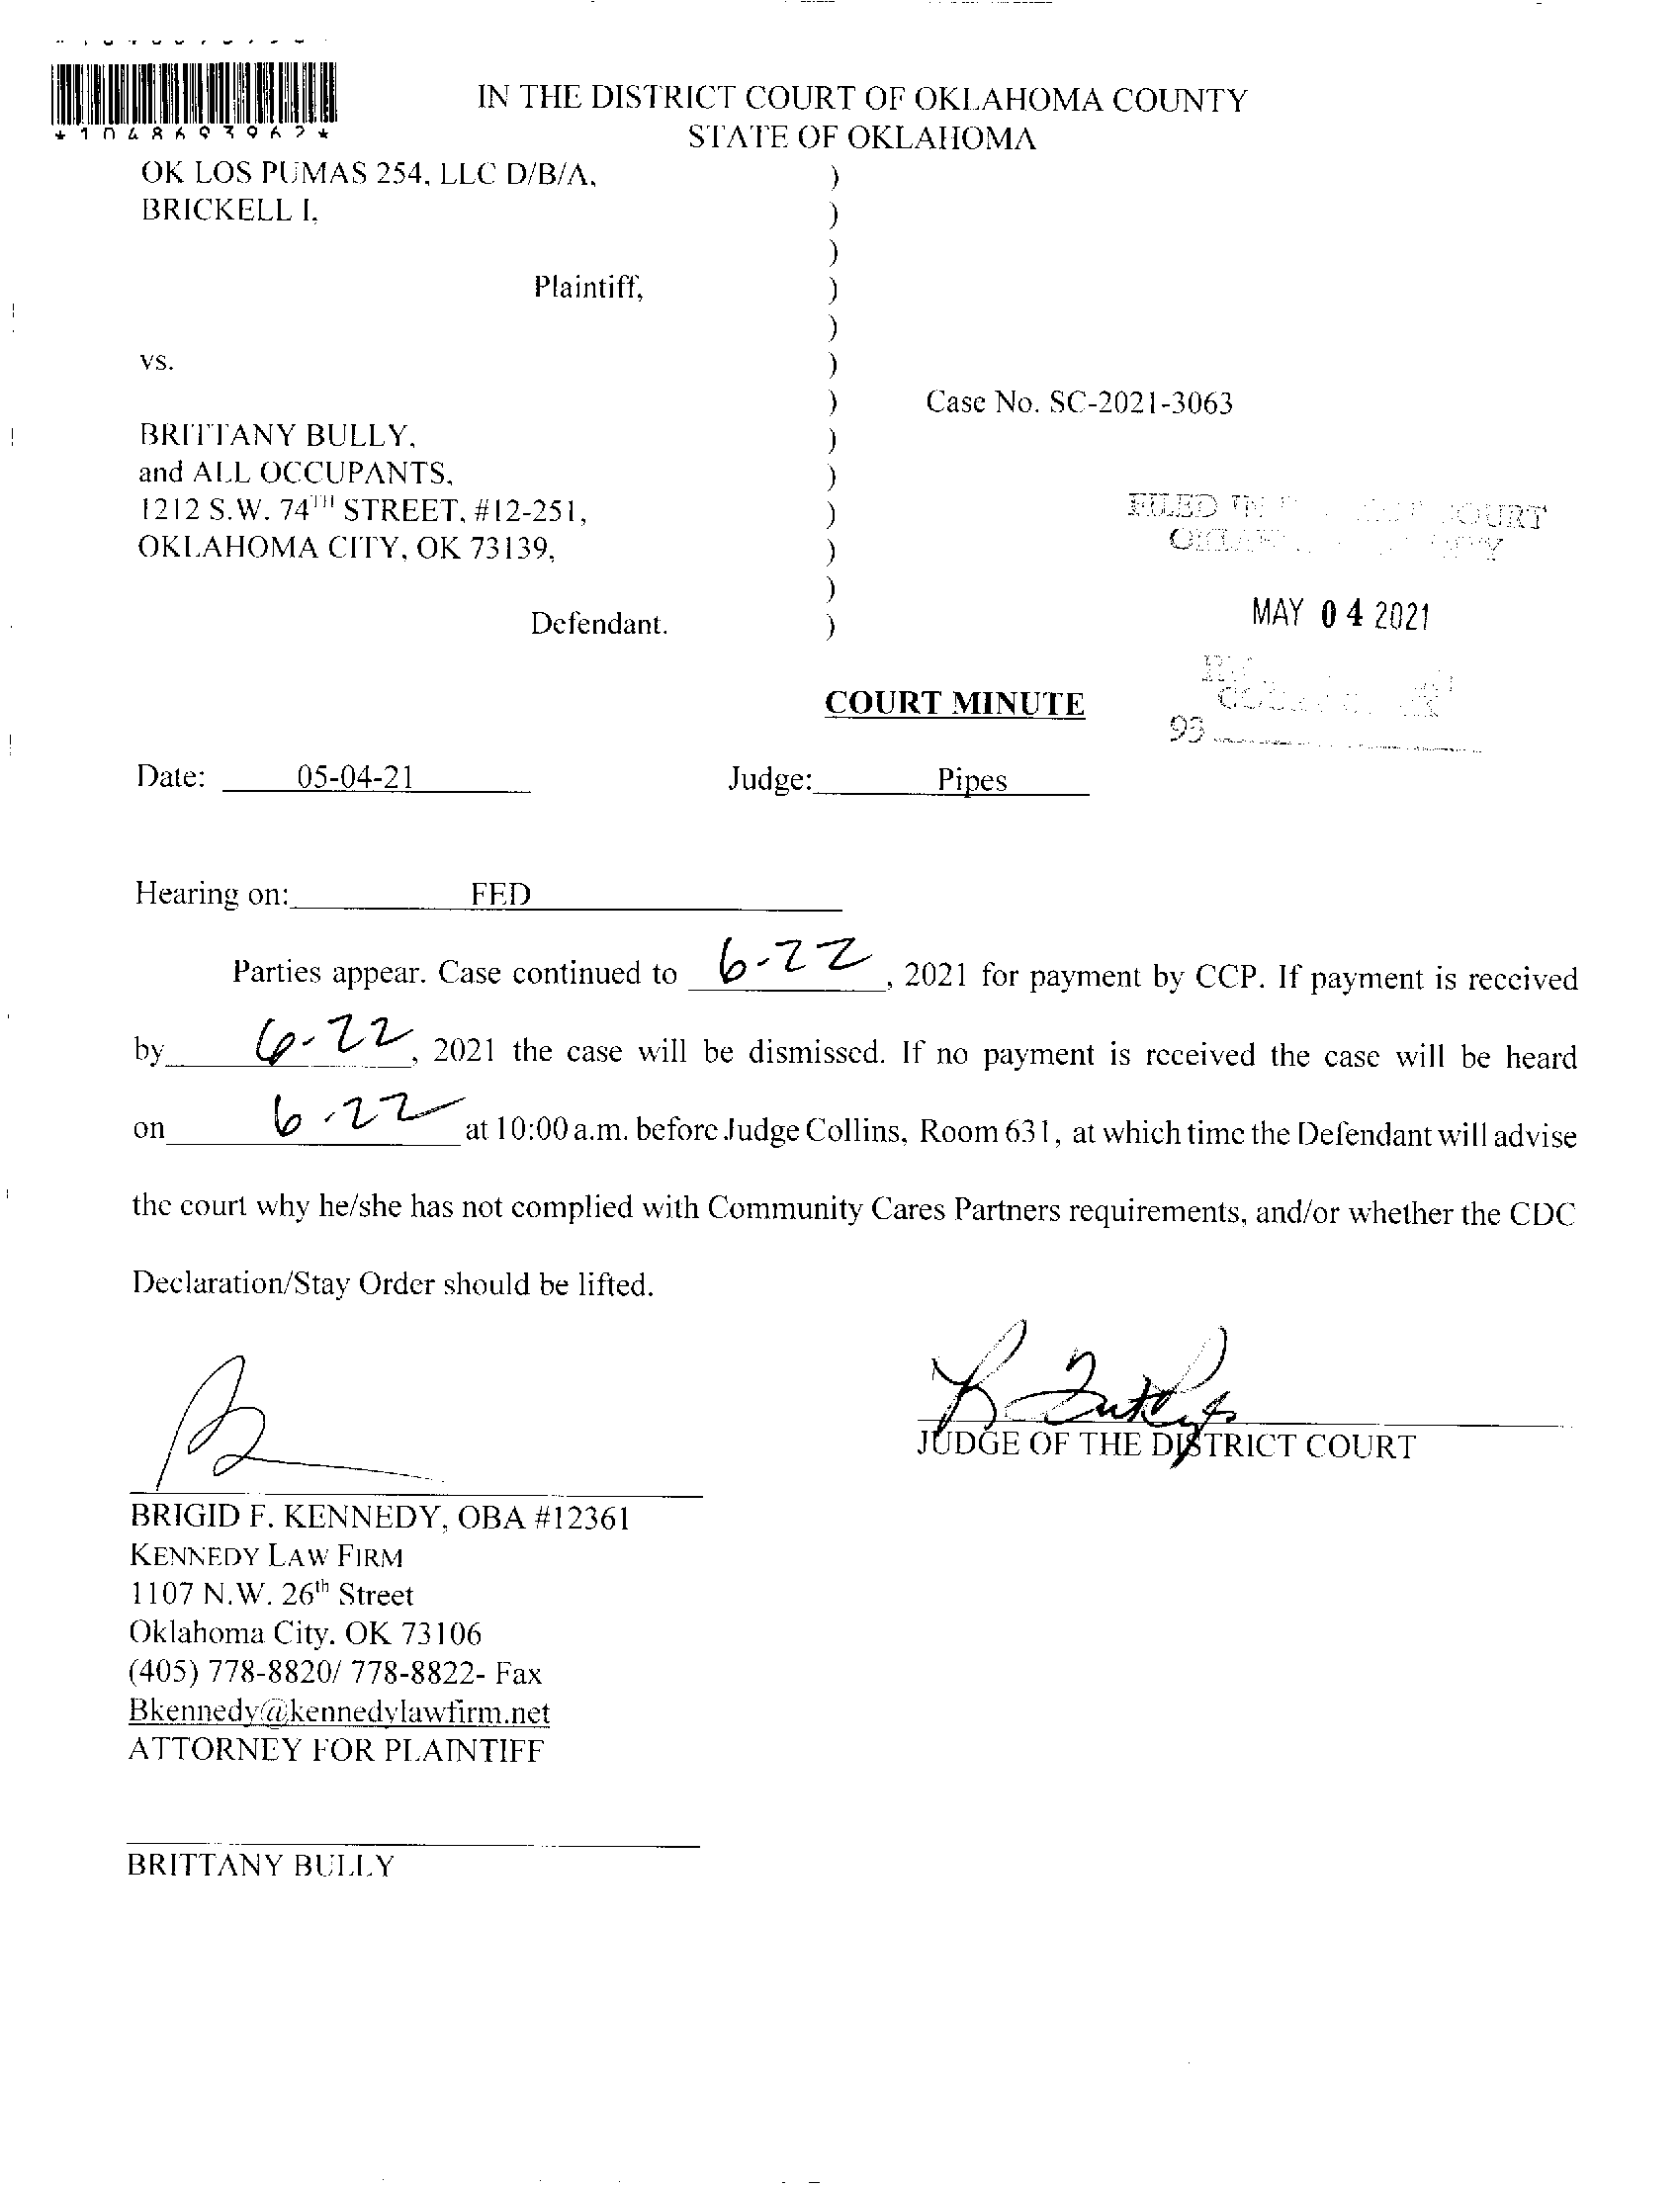 *1048693962*
IN THE DISTRICT COURT OF OKLAHOMA COUNTY
STATE OF OKLAHOMA
OK LOS PUMAS 254, LLC D/B/A, )
BRICKELL I, )
)
Plaintiff, )
)
vs. )
) Case No. SC-2021-3063
BRITTANY BULLY, )
and ALL OCCUPANTS, )
1212 S.W. 74TH STREET, #12-251, )
OKLAHOMA CITY, OK 73139, )
)
Defendant. )
FILED IN COURT
MAY 04 2021
COURT MINUTE
93
Date: 05-04-21 Judge: Pipes
Hearing on: FED
Parties appear. Case continued to 6-22, 2021 for payment by CCP. If payment is received
by 6-22, 2021 the case will be dismissed. If no payment is received the case will be heard
on 6-22 at 10:00 a.m. before Judge Collins, Room 631, at which time the Defendant will advise
the court why he/she has not complied with Community Cares Partners requirements, and/or whether the CDC
Declaration/Stay Order should be lifted.
JUDGE OF THE DISTRICT COURT
BRIGID F. KENNEDY, OBA #12361
KENNEDY LAW FIRM
1107 N.W. 26th Street
Oklahoma City, OK 73106
(405) 778-8820/ 778-8822- Fax
Bkennedy@kennedylawfirm.net
ATTORNEY FOR PLAINTIFF
BRITTANY BULLY